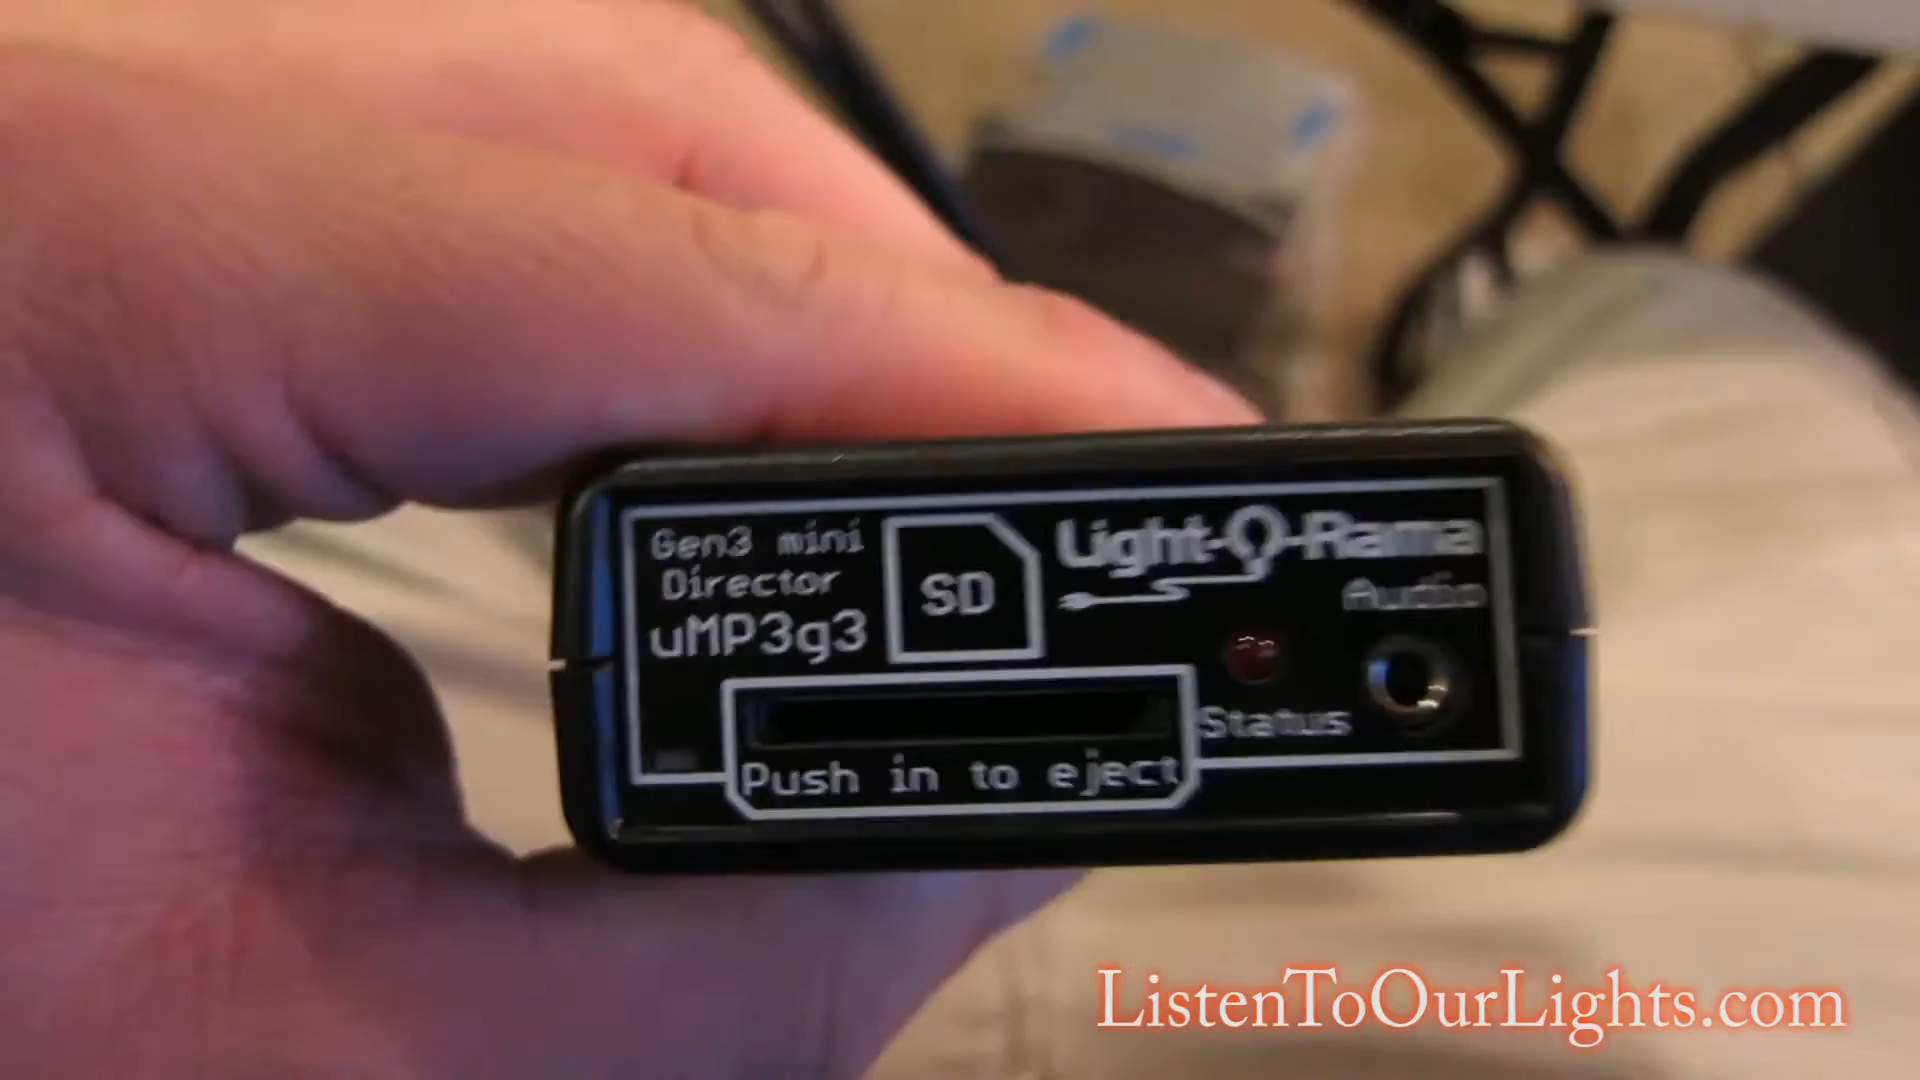 Gen3 mini
Director
uMP3g3
SD
Light-O-Rama
Audio
Status
Push in to eject
ListenToOurLights.com